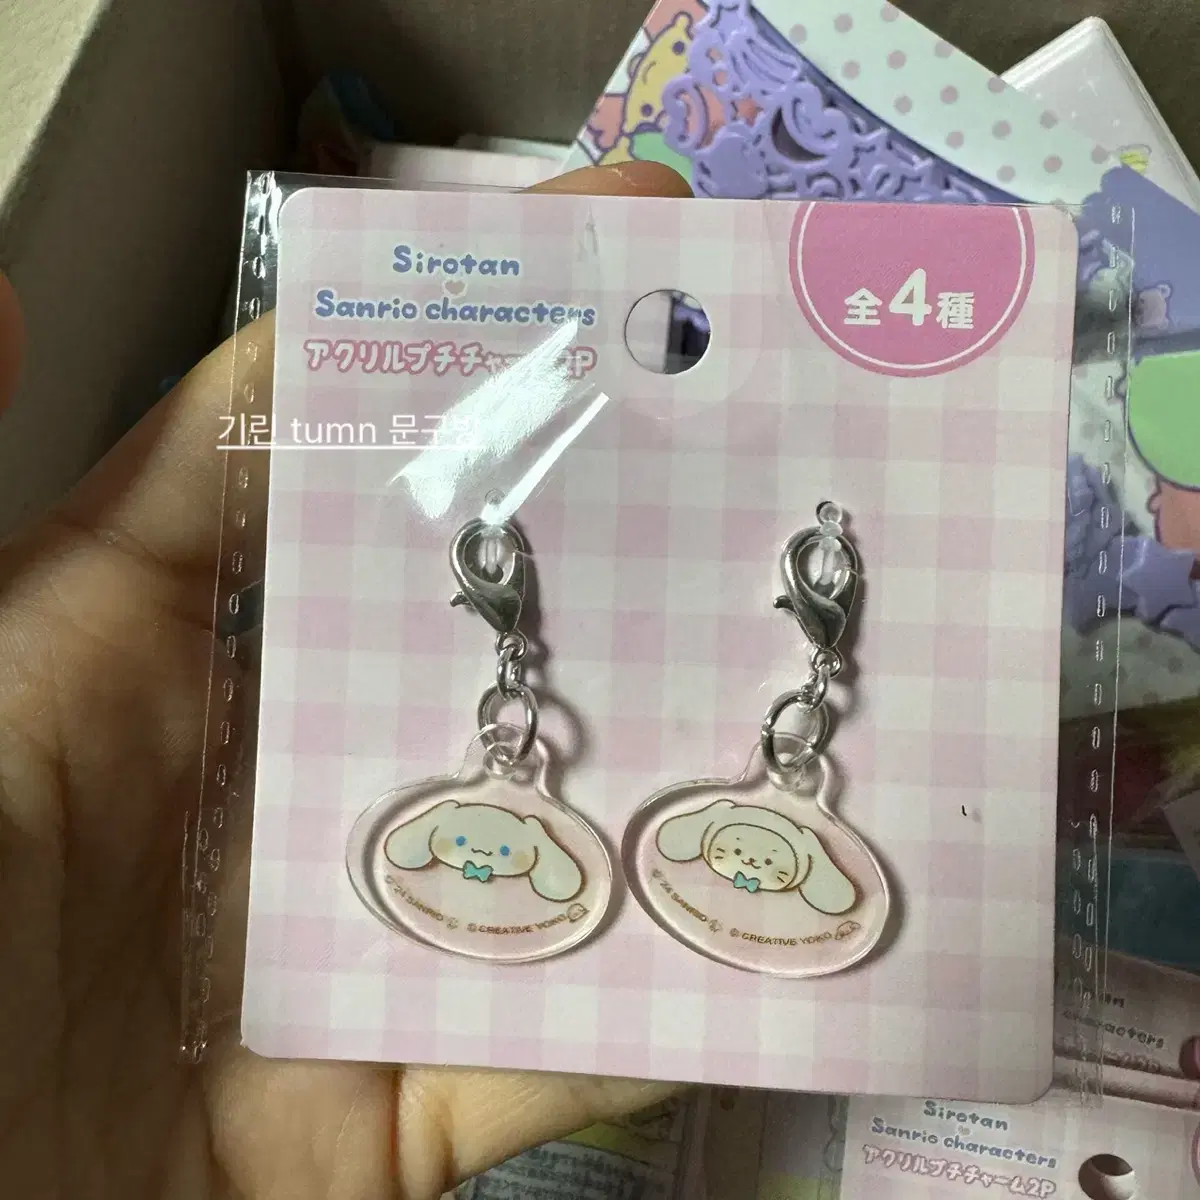 Sirotan
Sanrio characters
アクリルプチチャーム2P
全4種
기린 tumn 문구방
'24 SANRIO © CREATIVE YOKO
'24 SANRIO © CREATIVE YOKO
characters
Sirotan
Sanrio characters
アクリルプチチャーム2P